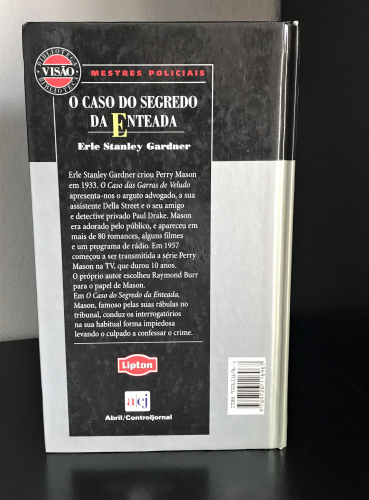 BIBLIOTECA
VISÃO
BIBLIOTECA
MESTRES POLICIAIS
O CASO DO SEGREDO
DA ENTEADA
Erle Stanley Gardner
Erle Stanley Gardner criou Perry Mason
em 1933. O Caso das Garras de Veludo
apresenta-nos o arguto advogado, a sua
assistente Della Street e o seu amigo
e detective privado Paul Drake. Mason
era adorado pelo público, e apareceu em
mais de 80 romances, alguns filmes
e um programa de rádio. Em 1957
começou a ser transmitida a série Perry
Mason na TV, que durou 10 anos.
O próprio autor escolheu Raymond Burr
para o papel de Mason.
Em O Caso do Segredo da Enteada,
Mason, famoso pelas suas rábulas no
tribunal, conduz os interrogatórios
na sua habitual forma impiedosa
levando o culpado a confessar o crime.
Lipton
acj
Abril/Controljornal
ISBN